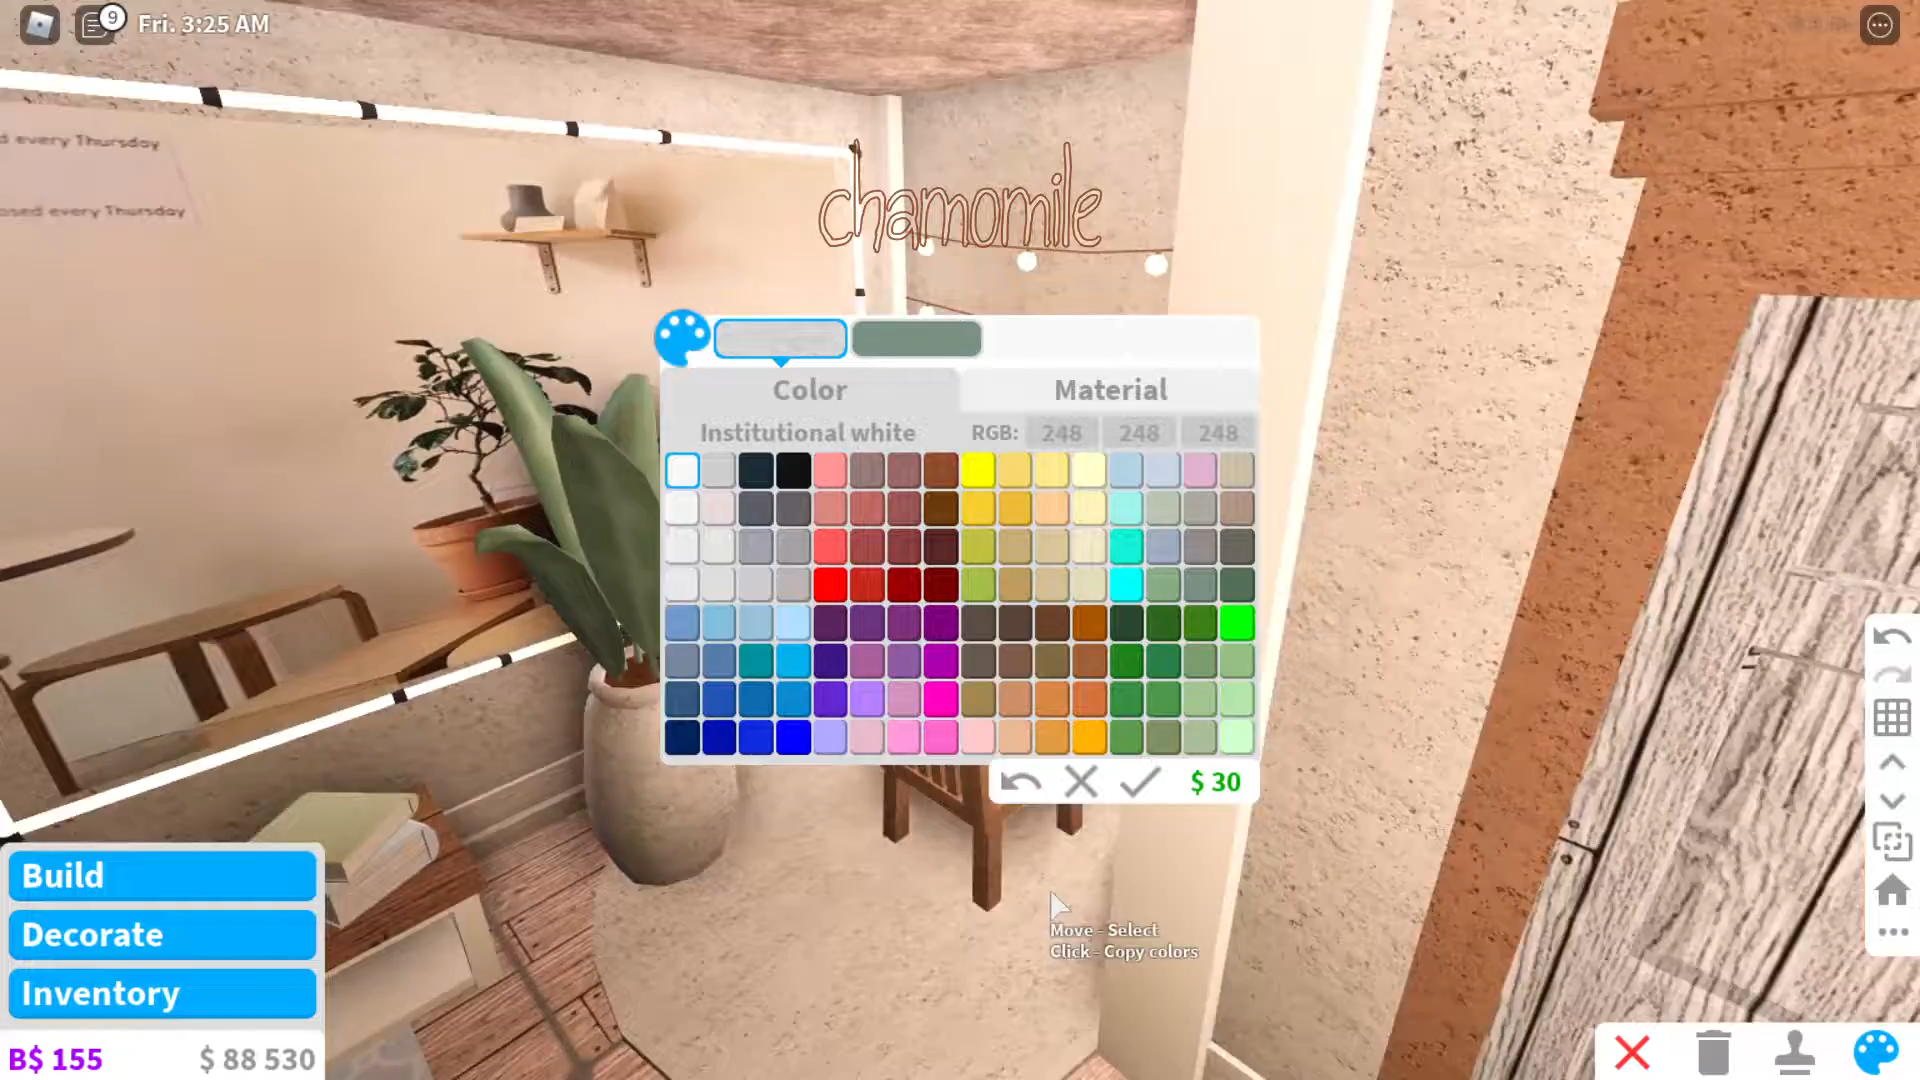 9
Fri. 3:25 AM
d every Thursday
osed every Thursday
chamomile
Color
Material
Institutional white
RGB: 248 248 248
$ 30
Move - Select
Click - Copy colors
Build
Decorate
Inventory
B$ 155
$ 88 530